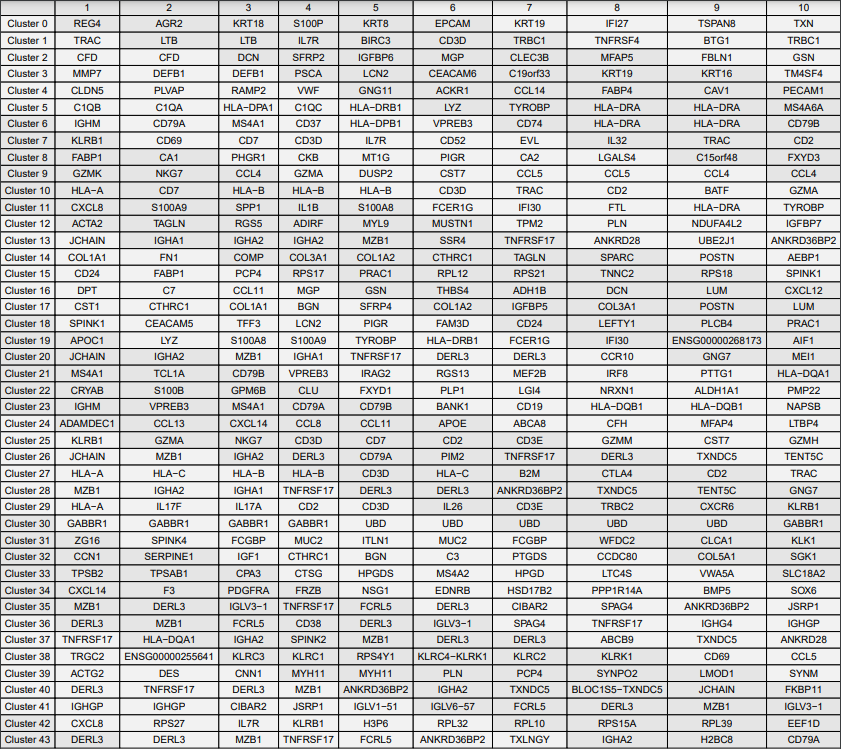 1 2 3 4 5 6 7 8 9 10
Cluster 0 REG4 AGR2 KRT18 S100P KRT8 EPCAM KRT19 IFI27 TSPAN8 TXN
Cluster 1 TRAC LTB LTB IL7R BIRC3 CD3D TRBC1 TNFRSF4 BTG1 TRBC1
Cluster 2 CFD CFD DCN SFRP2 IGFBP6 MGP CLEC3B MFAP5 FBLN1 GSN
Cluster 3 MMP7 DEFB1 DEFB1 PSCA LCN2 CEACAM6 C19orf33 KRT19 KRT16 TM4SF4
Cluster 4 CLDN5 PLVAP RAMP2 VWF GNG11 ACKR1 CCL14 FABP4 CAV1 PECAM1
Cluster 5 C1QB C1QA HLA−DPA1 C1QC HLA−DRB1 LYZ TYROBP HLA−DRA HLA−DRA MS4A6A
Cluster 6 IGHM CD79A MS4A1 CD37 HLA−DPB1 VPREB3 CD74 HLA−DRA HLA−DRA CD79B
Cluster 7 KLRB1 CD69 CD7 CD3D IL7R CD52 EVL IL32 TRAC CD2
Cluster 8 FABP1 CA1 PHGR1 CKB MT1G PIGR CA2 LGALS4 C15orf48 FXYD3
Cluster 9 GZMK NKG7 CCL4 GZMA DUSP2 CST7 CCL5 CCL5 CCL4 CCL4
Cluster 10 HLA−A CD7 HLA−B HLA−B HLA−B CD3D TRAC CD2 BATF GZMA
Cluster 11 CXCL8 S100A9 SPP1 IL1B S100A8 FCER1G IFI30 FTL HLA−DRA TYROBP
Cluster 12 ACTA2 TAGLN RGS5 ADIRF MYL9 MUSTN1 TPM2 PLN NDUFA4L2 IGFBP7
Cluster 13 JCHAIN IGHA1 IGHA2 IGHA2 MZB1 SSR4 TNFRSF17 ANKRD28 UBE2J1 ANKRD36BP2
Cluster 14 COL1A1 FN1 COMP COL3A1 COL1A2 CTHRC1 TAGLN SPARC POSTN AEBP1
Cluster 15 CD24 FABP1 PCP4 RPS17 PRAC1 RPL12 RPS21 TNNC2 RPS18 SPINK1
Cluster 16 DPT C7 CCL11 MGP GSN THBS4 ADH1B DCN LUM CXCL12
Cluster 17 CST1 CTHRC1 COL1A1 BGN SFRP4 COL1A2 IGFBP5 COL3A1 POSTN LUM
Cluster 18 SPINK1 CEACAM5 TFF3 LCN2 PIGR FAM3D CD24 LEFTY1 PLCB4 PRAC1
Cluster 19 APOC1 LYZ S100A8 S100A9 TYROBP HLA−DRB1 FCER1G IFI30 ENSG00000268173 AIF1
Cluster 20 JCHAIN IGHA2 MZB1 IGHA1 TNFRSF17 DERL3 DERL3 CCR10 GNG7 MEI1
Cluster 21 MS4A1 TCL1A CD79B VPREB3 IRAG2 RGS13 MEF2B IRF8 PTTG1 HLA−DQA1
Cluster 22 CRYAB S100B GPM6B CLU FXYD1 PLP1 LGI4 NRXN1 ALDH1A1 PMP22
Cluster 23 IGHM VPREB3 MS4A1 CD79A CD79B BANK1 CD19 HLA−DQB1 HLA−DQB1 NAPSB
Cluster 24 ADAMDEC1 CCL13 CXCL14 CCL8 CCL11 APOE ABCA8 CFH MFAP4 LTBP4
Cluster 25 KLRB1 GZMA NKG7 CD3D CD7 CD2 CD3E GZMM CST7 GZMH
Cluster 26 JCHAIN MZB1 IGHA2 DERL3 CD79A PIM2 TNFRSF17 DERL3 TXNDC5 TENT5C
Cluster 27 HLA−A HLA−C HLA−B HLA−B CD3D HLA−C B2M CTLA4 CD2 TRAC
Cluster 28 MZB1 IGHA2 IGHA1 TNFRSF17 DERL3 DERL3 ANKRD36BP2 TXNDC5 TENT5C GNG7
Cluster 29 HLA−A IL17F IL17A CD2 CD3D IL26 CD3E TRBC2 CXCR6 KLRB1
Cluster 30 GABBR1 GABBR1 GABBR1 GABBR1 UBD UBD UBD UBD UBD GABBR1
Cluster 31 ZG16 SPINK4 FCGBP MUC2 ITLN1 MUC2 FCGBP WFDC2 CLCA1 KLK1
Cluster 32 CCN1 SERPINE1 IGF1 CTHRC1 BGN C3 PTGDS CCDC80 COL5A1 SGK1
Cluster 33 TPSB2 TPSAB1 CPA3 CTSG HPGDS MS4A2 HPGD LTC4S VWA5A SLC18A2
Cluster 34 CXCL14 F3 PDGFRA FRZB NSG1 EDNRB HSD17B2 PPP1R14A BMP5 SOX6
Cluster 35 MZB1 DERL3 IGLV3−1 TNFRSF17 FCRL5 DERL3 CIBAR2 SPAG4 ANKRD36BP2 JSRP1
Cluster 36 DERL3 MZB1 FCRL5 CD38 DERL3 IGLV3−1 SPAG4 TNFRSF17 IGHG4 IGHGP
Cluster 37 TNFRSF17 HLA−DQA1 IGHA2 SPINK2 MZB1 DERL3 DERL3 ABCB9 TXNDC5 ANKRD28
Cluster 38 TRGC2 ENSG00000255641 KLRC3 KLRC1 RPS4Y1 KLRC4−KLRK1 KLRC2 KLRK1 CD69 CCL5
Cluster 39 ACTG2 DES CNN1 MYH11 MYH11 PLN PCP4 SYNPO2 LMOD1 SYNM
Cluster 40 DERL3 TNFRSF17 DERL3 MZB1 ANKRD36BP2 IGHA2 TXNDC5 BLOC1S5−TXNDC5 JCHAIN FKBP11
Cluster 41 IGHGP IGHGP CIBAR2 JSRP1 IGLV1−51 IGLV6−57 FCRL5 DERL3 MZB1 IGLV3−1
Cluster 42 CXCL8 RPS27 IL7R KLRB1 H3P6 RPL32 RPL10 RPS15A RPL39 EEF1D
Cluster 43 DERL3 DERL3 MZB1 TNFRSF17 FCRL5 ANKRD36BP2 TXLNGY IGHA2 H2BC8 CD79A